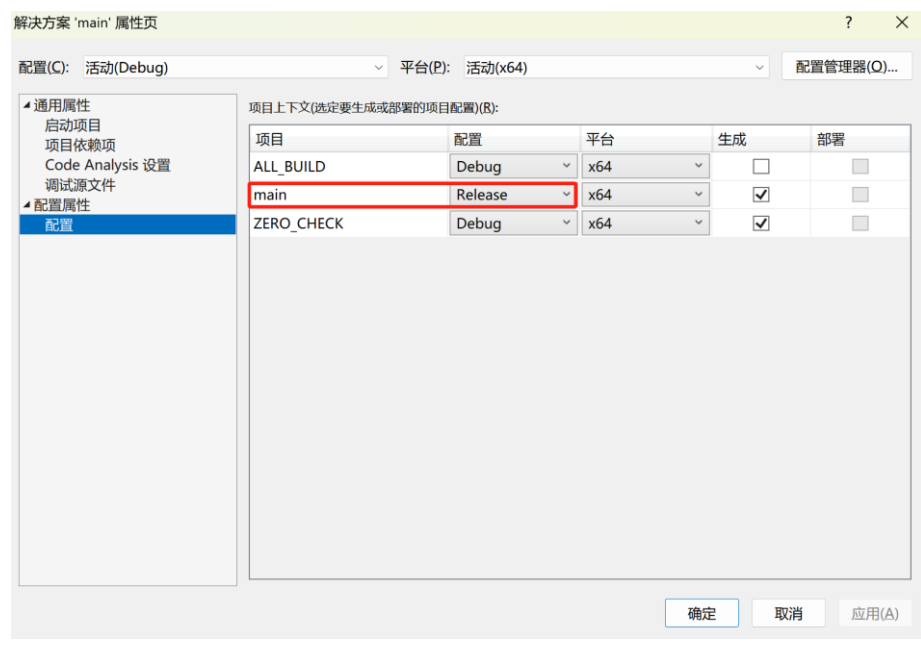 解决方案 'main' 属性页 ? ×
配置(C): 活动(Debug) 平台(P): 活动(x64) 配置管理器(O)...
通用属性
启动项目
项目依赖项
Code Analysis 设置
调试源文件
配置属性
配置
项目上下文(选定要生成或部署的项目配置)(R):
项目 配置 平台 生成 部署
ALL_BUILD Debug x64
main Release x64
ZERO_CHECK Debug x64
确定 取消 应用(A)